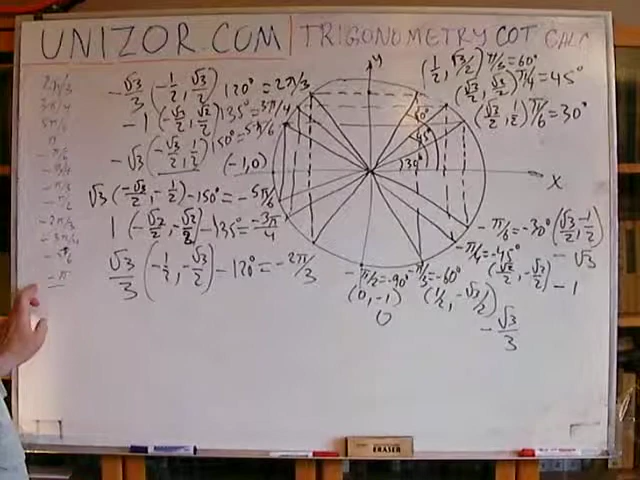 UNIZOR.COM | TRIGONOMETRY COT CALC
2π/3
3π/4
5π/6
π
-π/6
-π/4
-π/3
-π/2
-2π/3
-3π/4
-π
-√3/3 (-1/2, √3/2) 120° = 2π/3
-1 (-√2/2, √2/2) 135° = 3π/4
-√3 (-√3/2, 1/2) 150° = 5π/6
(-1,0)
√3 (-√3/2, -1/2) -150° = -5π/6
1 (-√2/2, -√2/2) -135° = -3π/4
√3/3 (-1/2, -√3/2) -120° = -2π/3
y
x
60°
45°
30°
(1/2, √3/2) π/3 = 60°
(√2/2, √2/2) π/4 = 45°
(√3/2, 1/2) π/6 = 30°
-π/6 = -30° (√3/2, -1/2)
-√3
-π/4 = -45°
(√2/2, -√2/2) -1
-π/3 = -60°
(1/2, -√3/2)
-√3/3
-π/2 = -90°
(0, -1)
0
ERASER